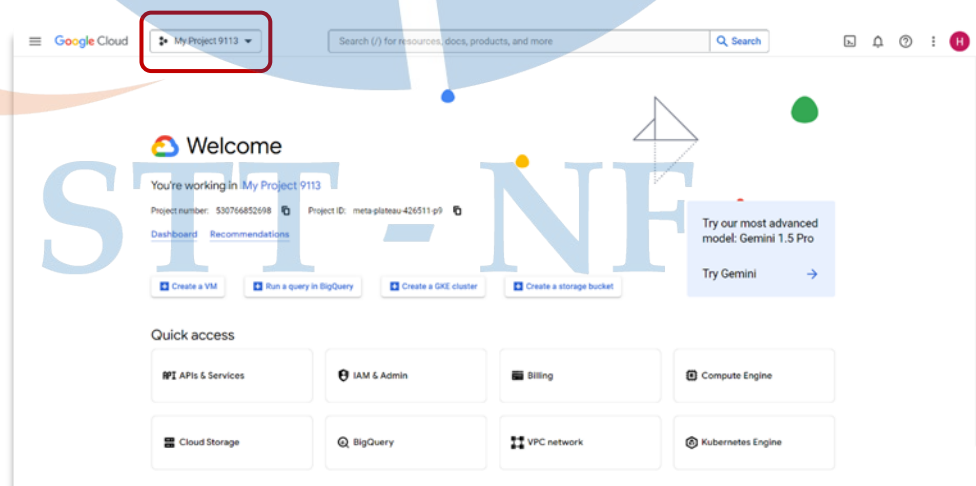 Google Cloud My Project 9113 Search (/) for resources, docs, products, and more Search H
Welcome
You're working in My Project 9113
Project number: 530766852698 Project ID: meta-plateau-426511-p9
Dashboard Recommendations
Try our most advanced
model: Gemini 1.5 Pro
Try Gemini
Create a VM Run a query in BigQuery Create a GKE cluster Create a storage bucket
Quick access
API APIs & Services IAM & Admin Billing Compute Engine
Cloud Storage BigQuery VPC network Kubernetes Engine
STT - NF